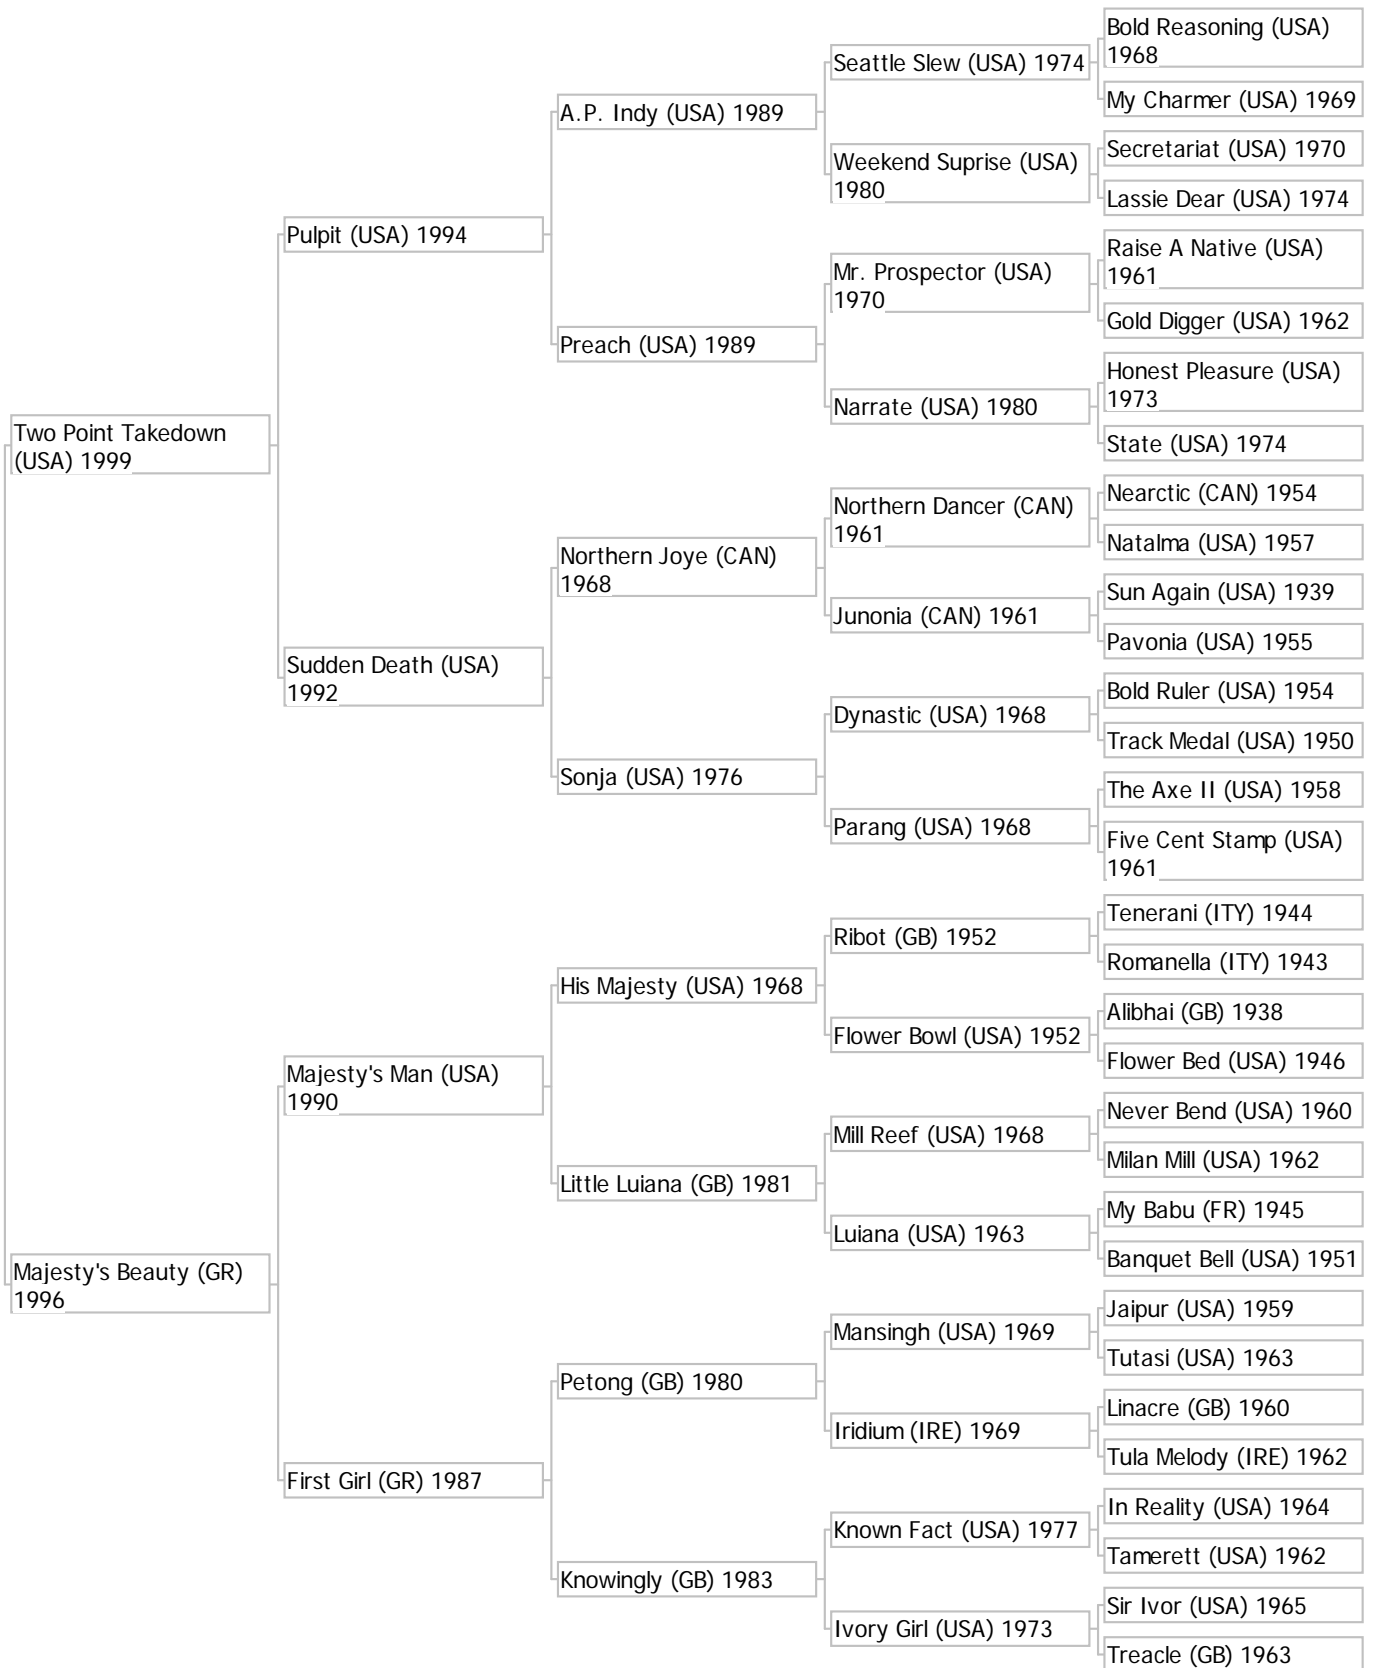 Bold Reasoning (USA)
1968
Seattle Slew (USA) 1974
My Charmer (USA) 1969
A.P. Indy (USA) 1989
Secretariat (USA) 1970
Weekend Suprise (USA)
1980
Lassie Dear (USA) 1974
Pulpit (USA) 1994
Raise A Native (USA)
1961
Mr. Prospector (USA)
1970
Gold Digger (USA) 1962
Preach (USA) 1989
Honest Pleasure (USA)
1973
Narrate (USA) 1980
State (USA) 1974
Two Point Takedown
(USA) 1999
Nearctic (CAN) 1954
Northern Dancer (CAN)
1961
Natalma (USA) 1957
Northern Joye (CAN)
1968
Sun Again (USA) 1939
Junonia (CAN) 1961
Pavonia (USA) 1955
Sudden Death (USA)
1992
Bold Ruler (USA) 1954
Dynastic (USA) 1968
Track Medal (USA) 1950
Sonja (USA) 1976
The Axe II (USA) 1958
Parang (USA) 1968
Five Cent Stamp (USA)
1961
Tenerani (ITY) 1944
Ribot (GB) 1952
Romanella (ITY) 1943
His Majesty (USA) 1968
Alibhai (GB) 1938
Flower Bowl (USA) 1952
Flower Bed (USA) 1946
Majesty's Man (USA)
1990
Never Bend (USA) 1960
Mill Reef (USA) 1968
Milan Mill (USA) 1962
Little Luiana (GB) 1981
My Babu (FR) 1945
Luiana (USA) 1963
Banquet Bell (USA) 1951
Majesty's Beauty (GR)
1996
Jaipur (USA) 1959
Mansingh (USA) 1969
Tutasi (USA) 1963
Petong (GB) 1980
Linacre (GB) 1960
Iridium (IRE) 1969
Tula Melody (IRE) 1962
First Girl (GR) 1987
In Reality (USA) 1964
Known Fact (USA) 1977
Tamerett (USA) 1962
Knowingly (GB) 1983
Sir Ivor (USA) 1965
Ivory Girl (USA) 1973
Treacle (GB) 1963